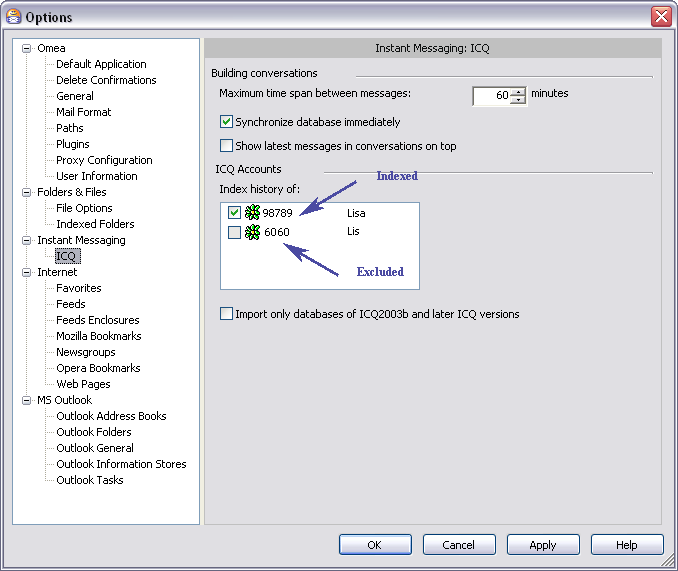 Options
Omea
Default Application
Delete Confirmations
General
Mail Format
Paths
Plugins
Proxy Configuration
User Information
Folders & Files
File Options
Indexed Folders
Instant Messaging
ICQ
Internet
Favorites
Feeds
Feeds Enclosures
Mozilla Bookmarks
Newsgroups
Opera Bookmarks
Web Pages
MS Outlook
Outlook Address Books
Outlook Folders
Outlook General
Outlook Information Stores
Outlook Tasks
Instant Messaging: ICQ
Building conversations
Maximum time span between messages: 60 minutes
Synchronize database immediately
Show latest messages in conversations on top
ICQ Accounts
Indexed
Index history of:
98789 Lisa
6060 Lis
Excluded
Import only databases of ICQ2003b and later ICQ versions
OK Cancel Apply Help